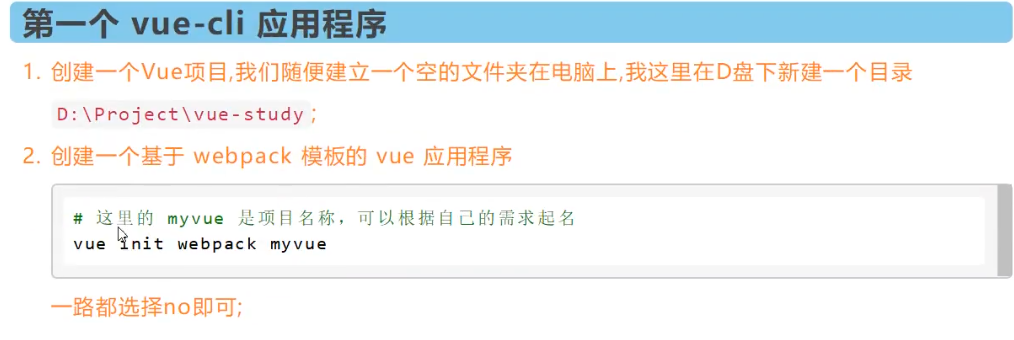 第一个 vue-cli 应用程序
1. 创建一个Vue项目,我们随便建立一个空的文件夹在电脑上,我这里在D盘下新建一个目录
D:\Project\vue-study;
2. 创建一个基于 webpack 模板的 vue 应用程序
# 这里的 myvue 是项目名称，可以根据自己的需求起名
vue init webpack myvue
一路都选择no即可;